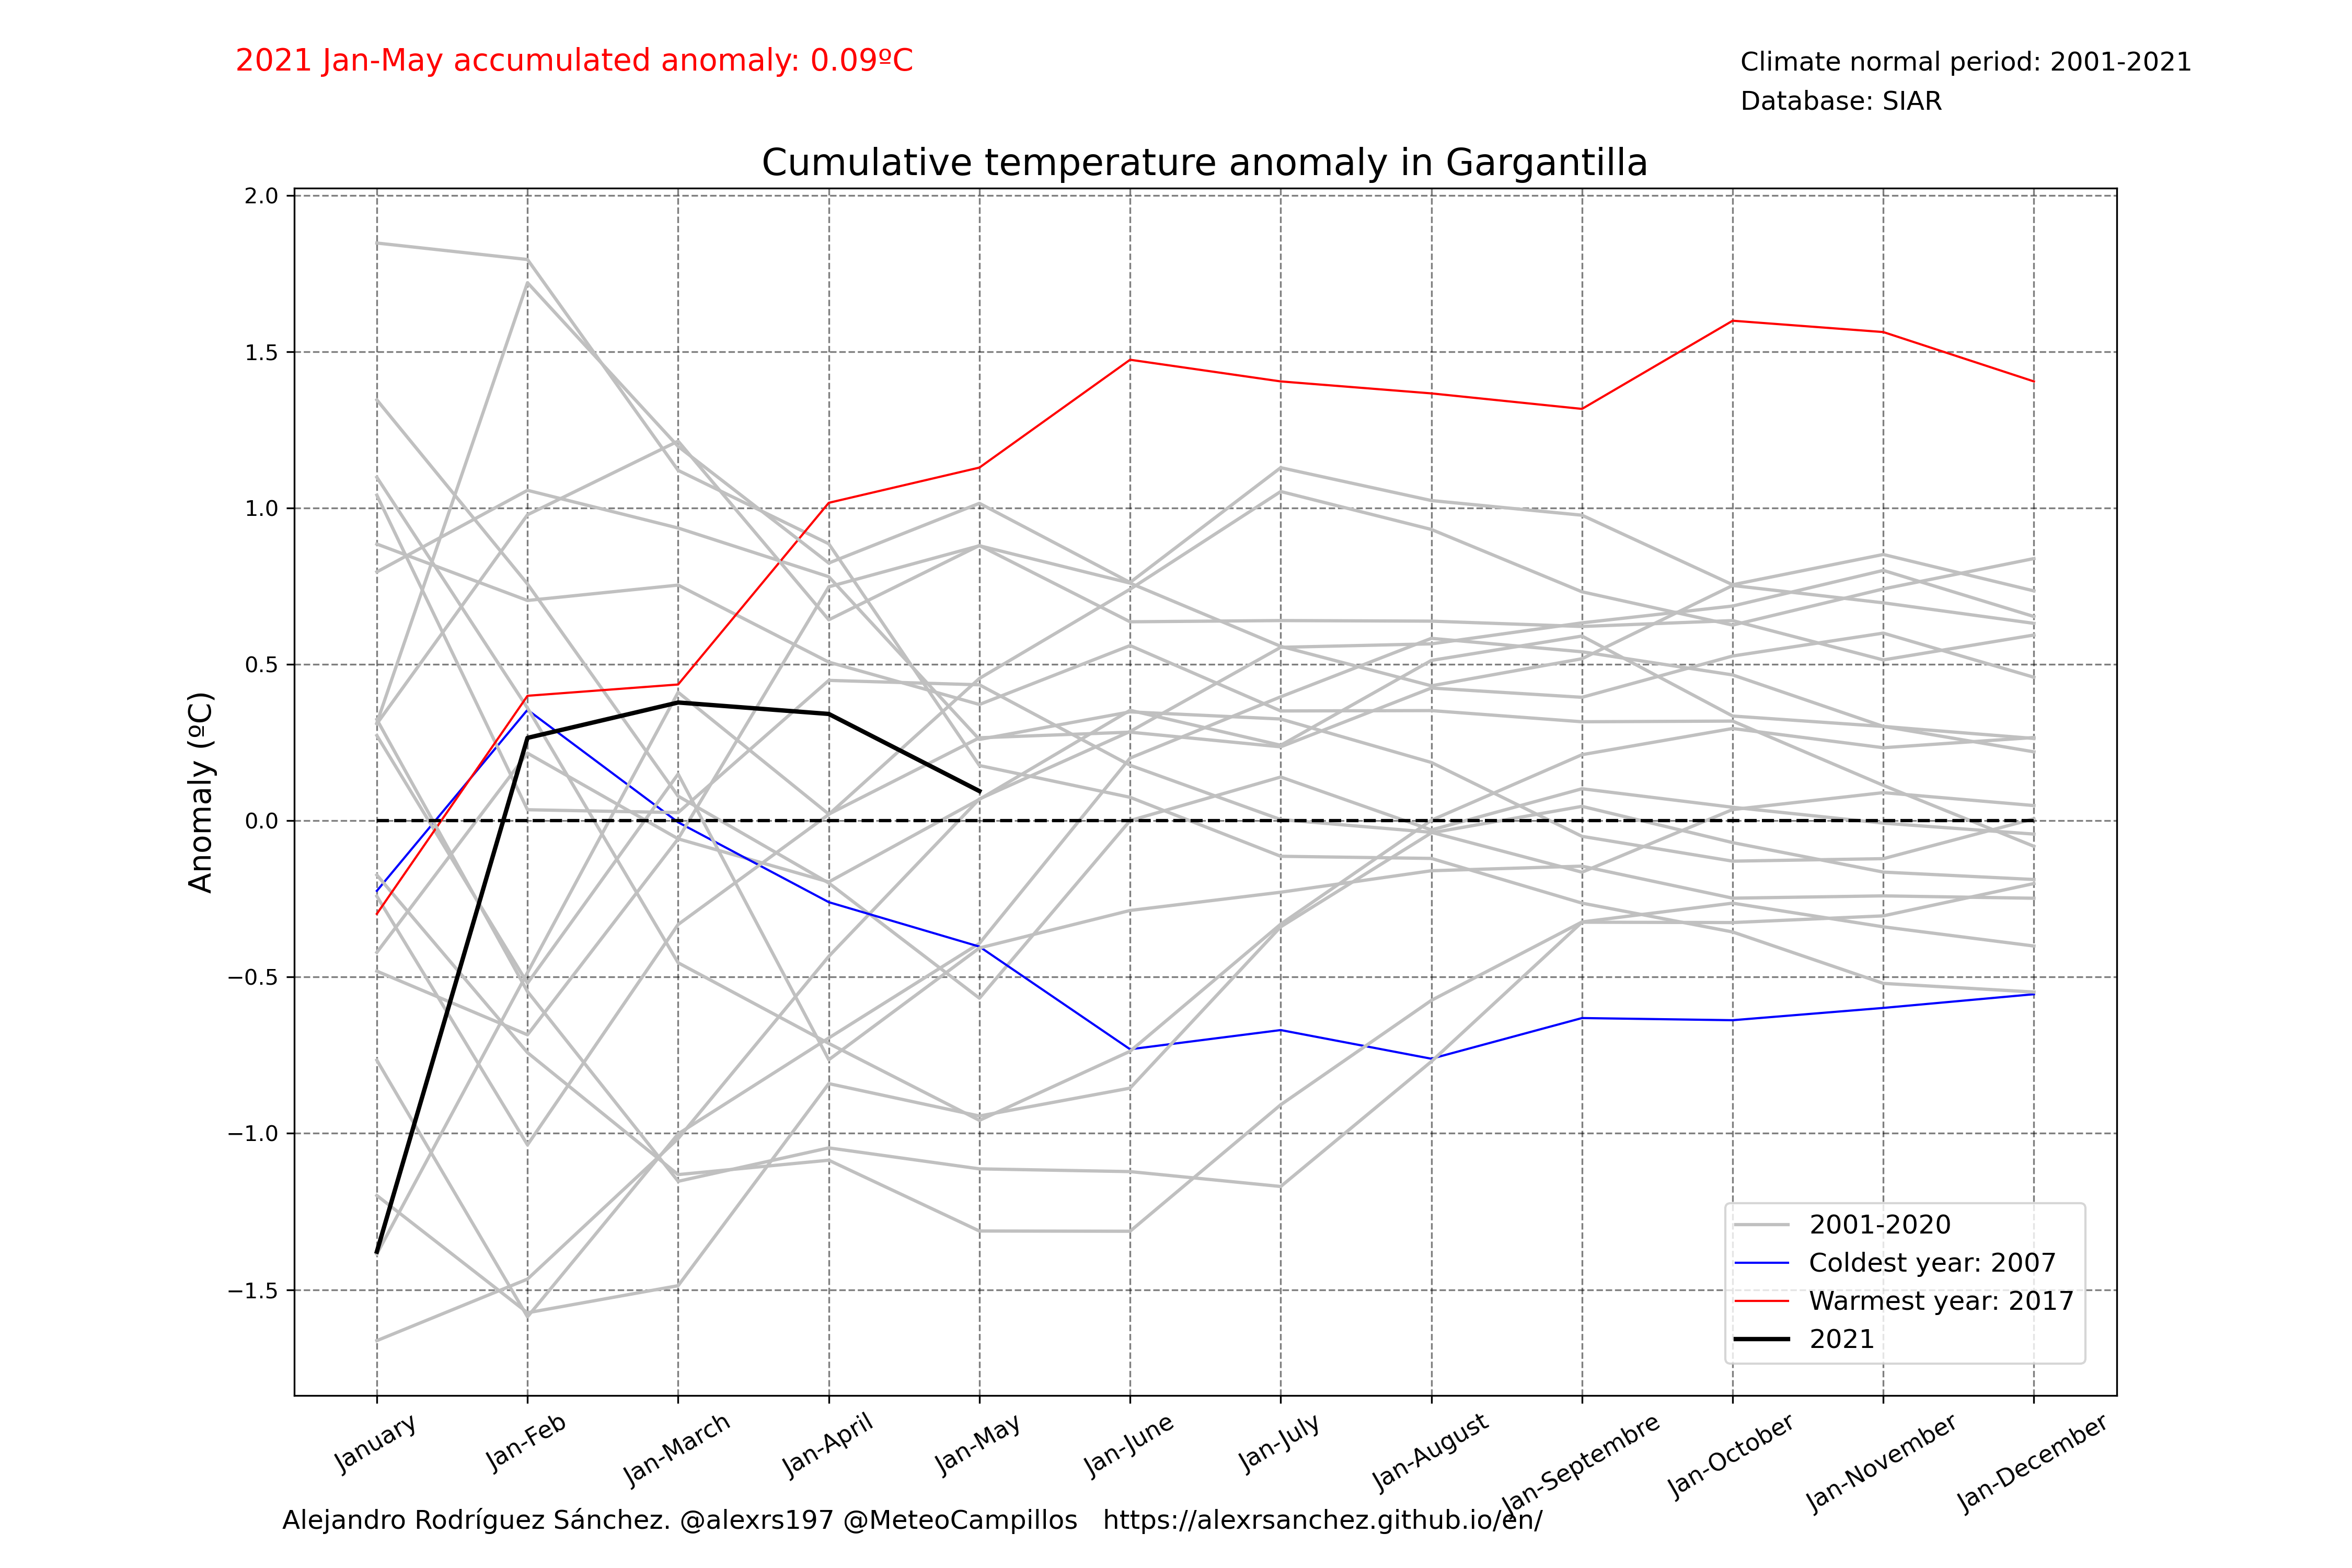 2021 Jan-May accumulated anomaly: 0.09ºC
Climate normal period: 2001-2021
Database: SIAR
Cumulative temperature anomaly in Gargantilla
2.0
1.5
1.0
0.5
0.0
−0.5
−1.0
−1.5
Anomaly (ºC)
2001-2020
Coldest year: 2007
Warmest year: 2017
2021
January
Jan-Feb
Jan-March
Jan-April
Jan-May
Jan-June
Jan-July
Jan-August
Jan-Septembre
Jan-October
Jan-November
Jan-December
Alejandro Rodríguez Sánchez. @alexrs197 @MeteoCampillos https://alexrsanchez.github.io/en/